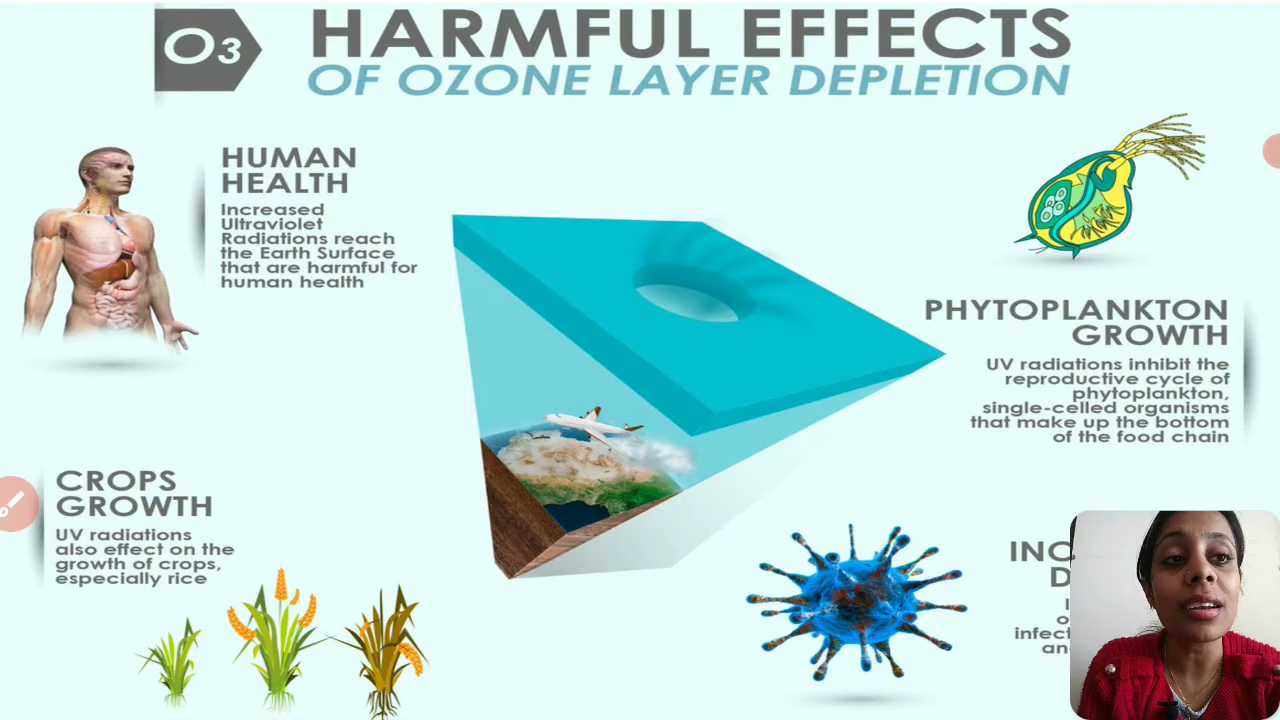 O3
HARMFUL EFFECTS
OF OZONE LAYER DEPLETION
HUMAN
HEALTH
Increased
Ultraviolet
Radiations reach
the Earth Surface
that are harmful for
human health
PHYTOPLANKTON
GROWTH
UV radiations inhibit the
reproductive cycle of
phytoplankton,
single-celled organisms
that make up the bottom
of the food chain
CROPS
GROWTH
UV radiations
also effect on the
growth of crops,
especially rice